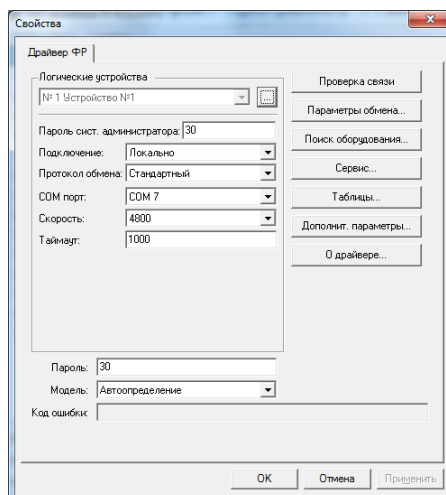 Свойства
Драйвер ФР
Логические устройства
№ 1 Устройство №1
...
Пароль сист. администратора: 30
Подключение: Локально
Протокол обмена: Стандартный
COM порт: COM 7
Скорость: 4800
Таймаут: 1000
Проверка связи
Параметры обмена...
Поиск оборудования...
Сервис...
Таблицы...
Дополнит. параметры...
О драйвере...
Пароль: 30
Модель: Автоопределение
Код ошибки:
OK
Отмена
Применить